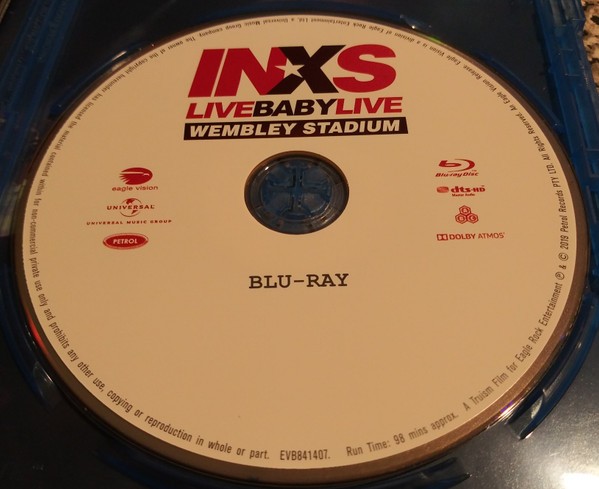 INXS
LIVEBABYLIVE
WEMBLEY STADIUM
eagle vision
UNIVERSAL
UNIVERSAL MUSIC GROUP
PETROL
Blu-ray Disc
dts-HD
Master Audio
DOLBY ATMOS
BLU-RAY
℗ & © 2019 Petrol Records PTY LTD. All Rights Reserved. An Eagle Vision Release. Eagle Vision is a division of Eagle Rock Entertainment Ltd, a Universal Music Group Company. The owner of the copyright licensed the material contained within for non-commercial private use only and prohibits any other use, copying or reproduction in whole or part. EVB841407. Run Time: 98 mins approx. A Truism Film for Eagle Rock Entertainment